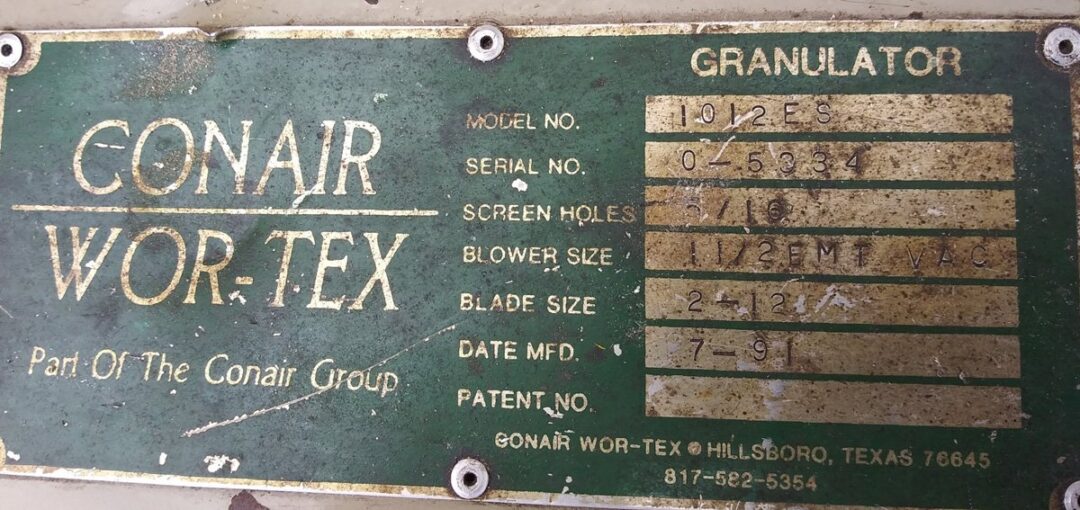 CONAIR
WOR-TEX
Part Of The Conair Group
GRANULATOR
MODEL NO. 1012ES
SERIAL NO. 0-5334
SCREEN HOLES /16
BLOWER SIZE 1 1/2 EMT VAC
BLADE SIZE 2-12
DATE MFD. 7-91
PATENT NO.
CONAIR WOR-TEX HILLSBORO, TEXAS 76645
817-582-5354